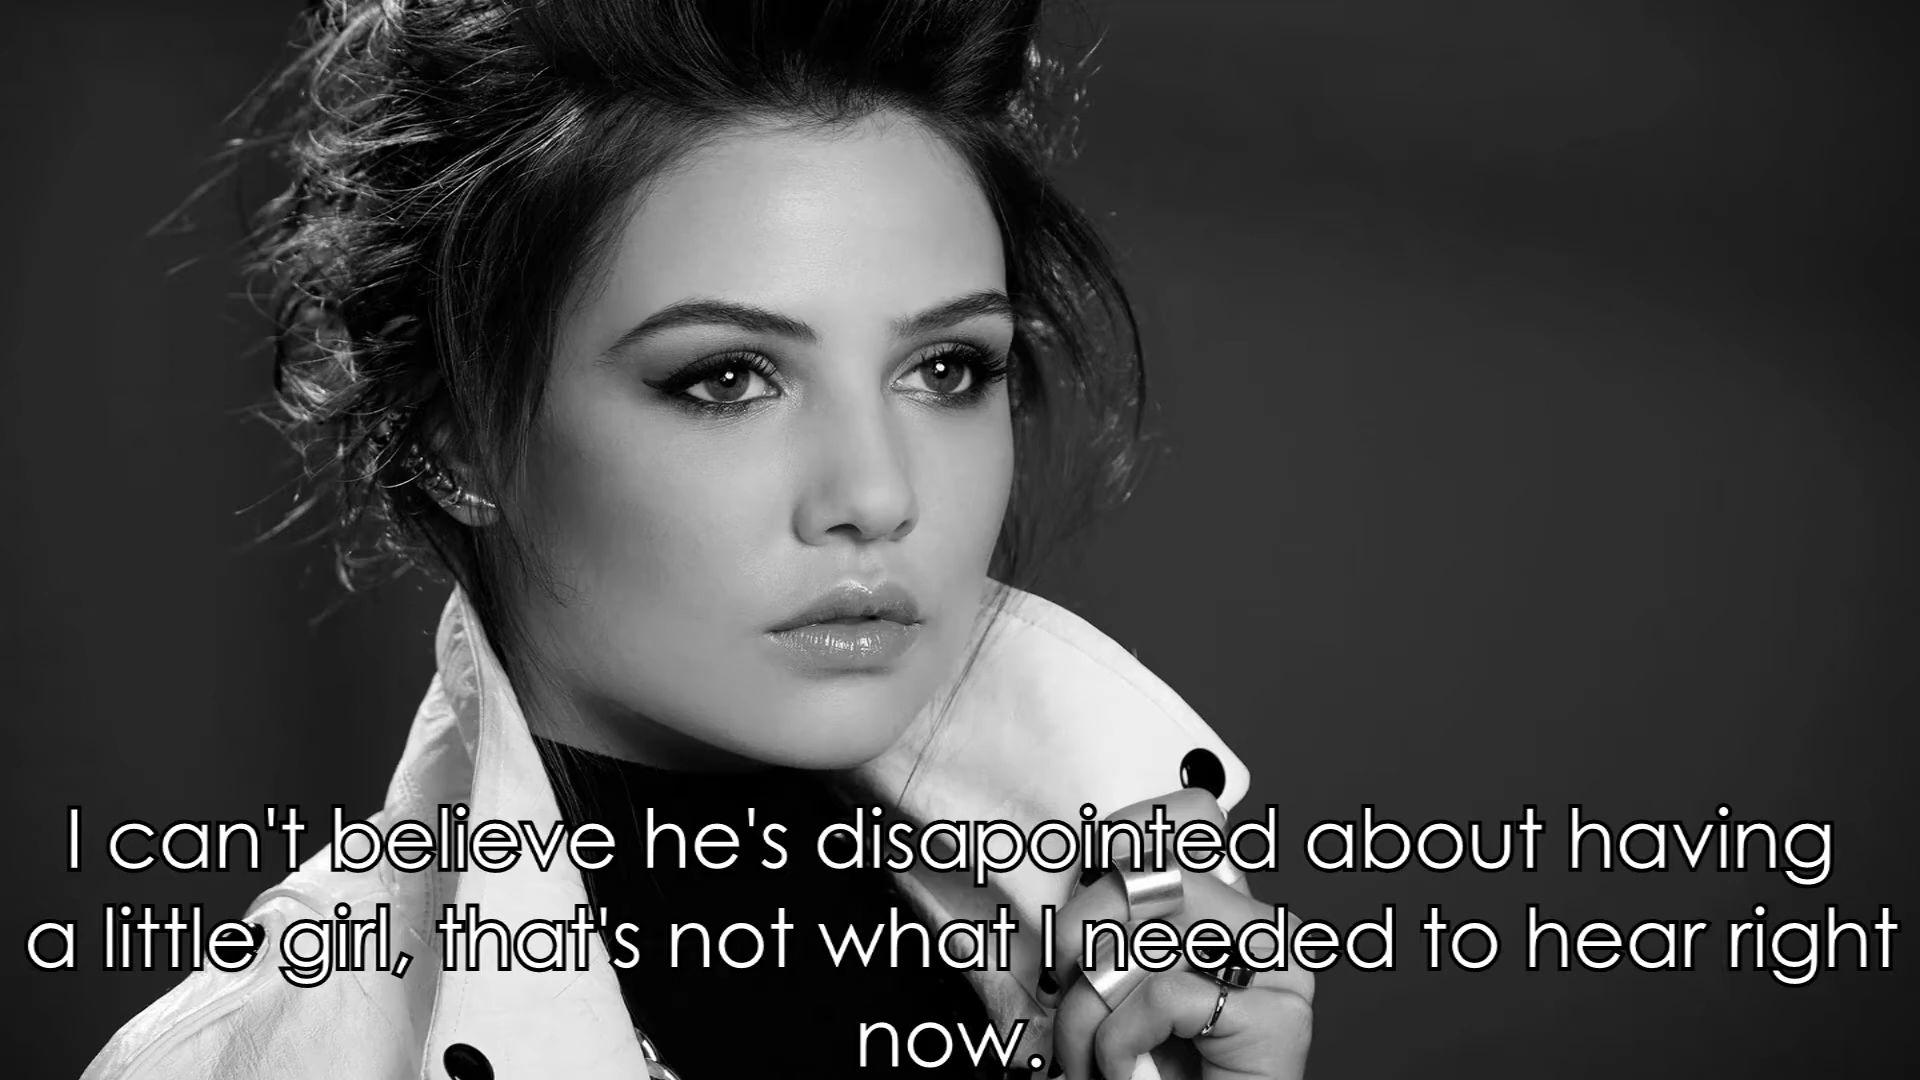 I can't believe he's disapointed about having
a little girl, that's not what I needed to hear right
now.